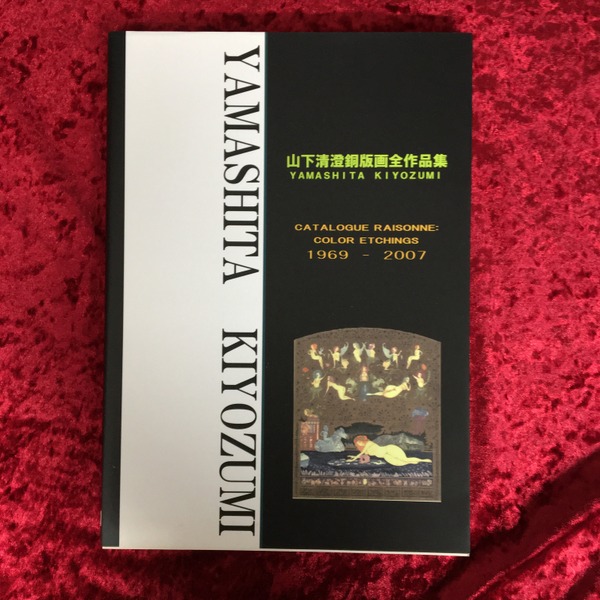 YAMASHITA KIYOZUMI
山下清澄銅版画全作品集
YAMASHITA KIYOZUMI
CATALOGUE RAISONNE:
COLOR ETCHINGS
1969 - 2007